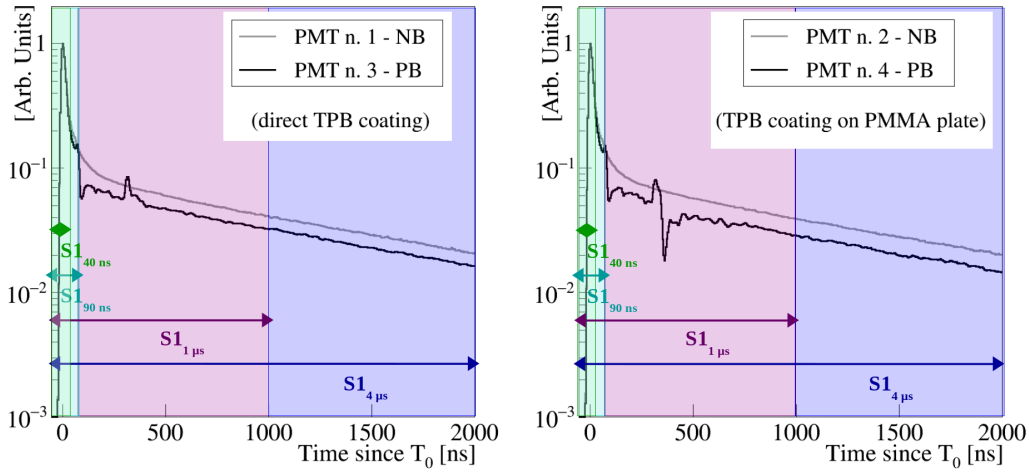 [Arb. Units]
1
10⁻¹
10⁻²
10⁻³
PMT n. 1 - NB
PMT n. 3 - PB
(direct TPB coating)
S1 40 ns
S1 90 ns
S1 1 μs
S1 4 μs
0 500 1000 1500 2000
Time since T₀ [ns]
[Arb. Units]
1
10⁻¹
10⁻²
10⁻³
PMT n. 2 - NB
PMT n. 4 - PB
(TPB coating on PMMA plate)
S1 40 ns
S1 90 ns
S1 1 μs
S1 4 μs
0 500 1000 1500 2000
Time since T₀ [ns]